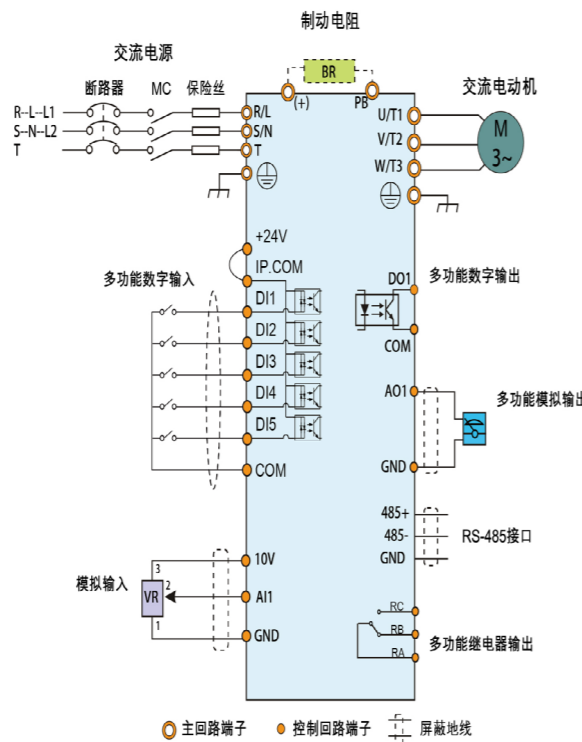 制动电阻
交流电源
BR
断路器 MC 保险丝
(+) PB
交流电动机
R--L--L1
R/L
U/T1
S--N--L2
S/N
V/T2
M
3~
T
T
W/T3
+24V
IP.COM
多功能数字输入
DO1
多功能数字输出
DI1
DI2
COM
DI3
DI4
AO1
多功能模拟输出
DI5
COM
GND
485+
485-
RS-485接口
GND
10V
3
模拟输入
VR
2
AI1
1
GND
RC
RB
多功能继电器输出
RA
主回路端子 控制回路端子 屏蔽地线